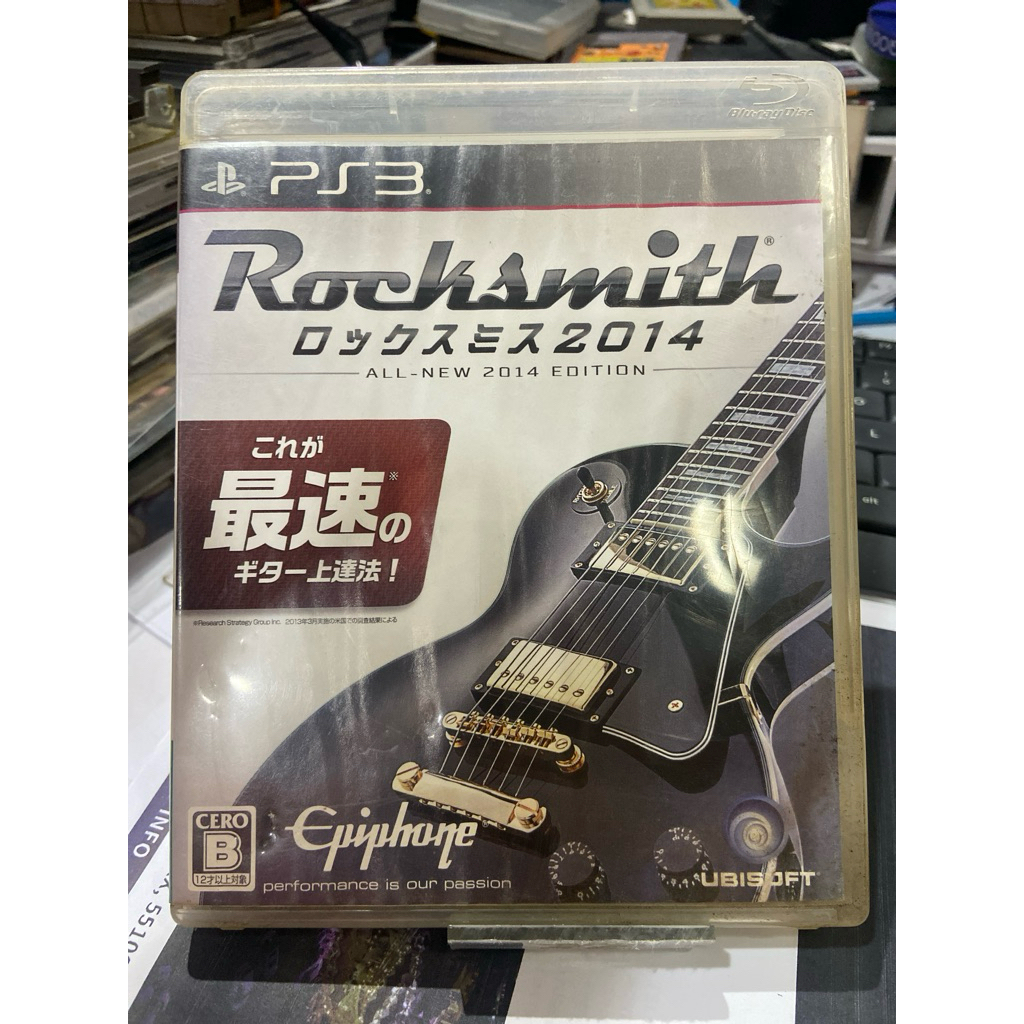 Blu-ray Disc
PS3
Rocksmith®
ロックスミス2014
ALL-NEW 2014 EDITION
これが
最速※の
ギター上達法！
※Research Strategy Group Inc. 2013年3月実施の米国での調査結果による
CERO
B
12才以上対象
Epiphone®
performance is our passion
UBISOFT
INFO
alt